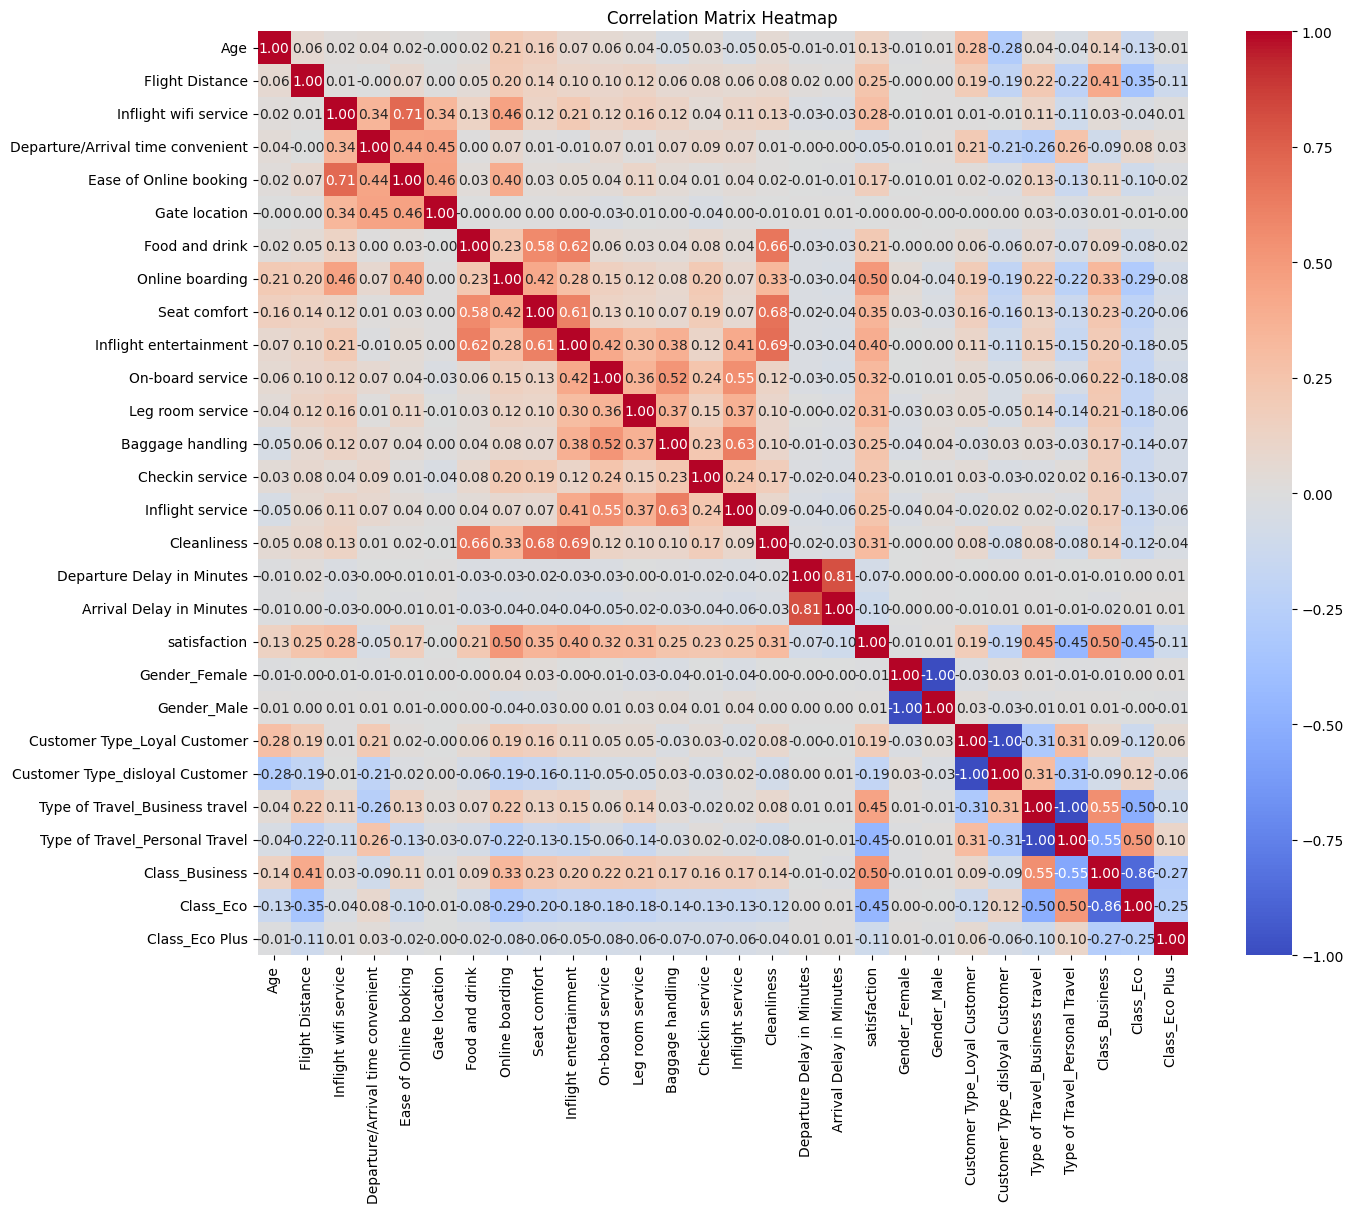 Correlation Matrix Heatmap
Age 1.00 0.06 0.02 0.04 0.02 -0.00 0.02 0.21 0.16 0.07 0.06 0.04 -0.05 0.03 -0.05 0.05 -0.01 -0.01 0.13 -0.01 0.01 0.28 -0.28 0.04 -0.04 0.14 -0.13 -0.01
Flight Distance 0.06 1.00 0.01 -0.00 0.07 0.00 0.05 0.20 0.14 0.10 0.10 0.12 0.06 0.08 0.06 0.08 0.02 0.00 0.25 -0.00 0.00 0.19 -0.19 0.22 -0.22 0.41 -0.35 -0.11
Inflight wifi service 0.02 0.01 1.00 0.34 0.71 0.34 0.13 0.46 0.12 0.21 0.12 0.16 0.12 0.04 0.11 0.13 -0.03 -0.03 0.28 -0.01 0.01 0.01 -0.01 0.11 -0.11 0.03 -0.04 0.01
Departure/Arrival time convenient 0.04 -0.00 0.34 1.00 0.44 0.45 0.00 0.07 0.01 -0.01 0.07 0.01 0.07 0.09 0.07 0.01 -0.00 -0.00 -0.05 -0.01 0.01 0.21 -0.21 -0.26 0.26 -0.09 0.08 0.03
Ease of Online booking 0.02 0.07 0.71 0.44 1.00 0.46 0.03 0.40 0.03 0.05 0.04 0.11 0.04 0.01 0.04 0.02 -0.01 -0.01 0.17 -0.01 0.01 0.02 -0.02 0.13 -0.13 0.11 -0.10 -0.02
Gate location -0.00 0.00 0.34 0.45 0.46 1.00 -0.00 0.00 0.00 0.00 -0.03 -0.01 0.00 -0.04 0.00 -0.01 0.01 0.01 -0.00 0.00 -0.00 -0.00 0.00 0.03 -0.03 0.01 -0.01 0.00
Food and drink 0.02 0.05 0.13 0.00 0.03 -0.00 1.00 0.23 0.58 0.62 0.06 0.03 0.04 0.08 0.04 0.66 -0.03 -0.03 0.21 -0.00 0.00 0.06 -0.06 0.07 -0.07 0.09 -0.08 -0.02
Online boarding 0.21 0.20 0.46 0.07 0.40 0.00 0.23 1.00 0.42 0.28 0.15 0.12 0.08 0.20 0.07 0.33 -0.03 -0.04 0.50 0.04 -0.04 0.19 -0.19 0.22 -0.22 0.33 -0.29 -0.08
Seat comfort 0.16 0.14 0.12 0.01 0.03 0.00 0.58 0.42 1.00 0.61 0.13 0.10 0.07 0.19 0.07 0.68 -0.02 -0.04 0.35 0.03 -0.03 0.16 -0.16 0.13 -0.13 0.23 -0.20 -0.06
Inflight entertainment 0.07 0.10 0.21 -0.01 0.05 0.00 0.62 0.28 0.61 1.00 0.42 0.30 0.38 0.12 0.41 0.69 -0.03 -0.04 0.40 -0.00 0.00 0.11 -0.11 0.15 -0.15 0.20 -0.18 -0.05
On-board service 0.06 0.10 0.12 0.07 0.04 -0.03 0.06 0.15 0.13 0.42 1.00 0.36 0.52 0.24 0.55 0.12 -0.03 -0.05 0.32 -0.01 0.01 0.05 -0.05 0.06 -0.06 0.22 -0.18 -0.08
Leg room service 0.04 0.12 0.16 0.01 0.11 -0.01 0.03 0.12 0.10 0.30 0.36 1.00 0.37 0.15 0.37 0.10 -0.00 -0.02 0.31 -0.03 0.03 0.05 -0.05 0.14 -0.14 0.21 -0.18 -0.06
Baggage handling -0.05 0.06 0.12 0.07 0.04 0.00 0.04 0.08 0.07 0.38 0.52 0.37 1.00 0.23 0.63 0.10 -0.01 -0.03 0.25 -0.04 0.04 -0.03 0.03 0.03 -0.03 0.17 -0.14 -0.07
Checkin service 0.03 0.08 0.04 0.09 0.01 -0.04 0.08 0.20 0.19 0.12 0.24 0.15 0.23 1.00 0.24 0.17 -0.02 -0.04 0.23 -0.01 0.01 0.03 -0.03 -0.02 0.02 0.16 -0.13 -0.07
Inflight service -0.05 0.06 0.11 0.07 0.04 0.00 0.04 0.07 0.07 0.41 0.55 0.37 0.63 0.24 1.00 0.09 -0.04 -0.06 0.25 -0.04 0.04 -0.02 0.02 0.02 -0.02 0.17 -0.13 -0.06
Cleanliness 0.05 0.08 0.13 0.01 0.02 -0.01 0.66 0.33 0.68 0.69 0.12 0.10 0.10 0.17 0.09 1.00 -0.02 -0.03 0.31 -0.00 0.00 0.08 -0.08 0.08 -0.08 0.14 -0.12 -0.04
Departure Delay in Minutes -0.01 0.02 -0.03 -0.00 -0.01 0.01 -0.03 -0.03 -0.02 -0.03 -0.03 -0.00 -0.01 -0.02 -0.04 -0.02 1.00 0.81 -0.07 -0.00 0.00 -0.00 0.00 0.01 -0.01 -0.01 0.00 0.01
Arrival Delay in Minutes -0.01 0.00 -0.03 -0.00 -0.01 0.01 -0.03 -0.04 -0.04 -0.04 -0.05 -0.02 -0.03 -0.04 -0.06 -0.03 0.81 1.00 -0.10 -0.00 0.00 -0.01 0.01 0.01 -0.01 -0.02 0.01 0.01
satisfaction 0.13 0.25 0.28 -0.05 0.17 -0.00 0.21 0.50 0.35 0.40 0.32 0.31 0.25 0.23 0.25 0.31 -0.07 -0.10 1.00 -0.01 0.01 0.19 -0.19 0.45 -0.45 0.50 -0.45 -0.11
Gender_Female -0.01 -0.00 -0.01 -0.01 -0.01 0.00 -0.00 0.04 0.03 -0.00 -0.01 -0.03 -0.04 -0.01 -0.04 -0.00 -0.00 -0.00 -0.01 1.00 -1.00 -0.03 0.03 0.01 -0.01 -0.01 0.00 0.01
Gender_Male 0.01 0.00 0.01 0.01 0.01 -0.00 0.00 -0.04 -0.03 0.00 0.01 0.03 0.04 0.01 0.04 0.00 0.00 0.00 0.01 -1.00 1.00 0.03 -0.03 -0.01 0.01 0.01 -0.00 -0.01
Customer Type_Loyal Customer 0.28 0.19 0.01 0.21 0.02 -0.00 0.06 0.19 0.16 0.11 0.05 0.05 -0.03 0.03 -0.02 0.08 -0.00 -0.01 0.19 -0.03 0.03 1.00 -1.00 -0.31 0.31 0.09 -0.12 0.06
Customer Type_disloyal Customer -0.28 -0.19 -0.01 -0.21 -0.02 0.00 -0.06 -0.19 -0.16 -0.11 -0.05 -0.05 0.03 -0.03 0.02 -0.08 0.00 0.01 -0.19 0.03 -0.03 -1.00 1.00 0.31 -0.31 -0.09 0.12 -0.06
Type of Travel_Business travel 0.04 0.22 0.11 -0.26 0.13 0.03 0.07 0.22 0.13 0.15 0.06 0.14 0.03 -0.02 0.02 0.08 0.01 0.01 0.45 0.01 -0.01 -0.31 0.31 1.00 -1.00 0.55 -0.50 -0.10
Type of Travel_Personal Travel -0.04 -0.22 -0.11 0.26 -0.13 -0.03 -0.07 -0.22 -0.13 -0.15 -0.06 -0.14 -0.03 0.02 -0.02 -0.08 -0.01 -0.01 -0.45 -0.01 0.01 0.31 -0.31 -1.00 1.00 -0.55 0.50 0.10
Class_Business 0.14 0.41 0.03 -0.09 0.11 0.01 0.09 0.33 0.23 0.20 0.22 0.21 0.17 0.16 0.17 0.14 -0.01 -0.02 0.50 -0.01 0.01 0.09 -0.09 0.55 -0.55 1.00 -0.86 -0.27
Class_Eco -0.13 -0.35 -0.04 0.08 -0.10 -0.01 -0.08 -0.29 -0.20 -0.18 -0.18 -0.18 -0.14 -0.13 -0.13 -0.12 0.00 0.01 -0.45 0.00 -0.00 -0.12 0.12 -0.50 0.50 -0.86 1.00 -0.25
Class_Eco Plus -0.01 -0.11 0.01 0.03 -0.02 0.00 -0.02 -0.08 -0.06 -0.05 -0.08 -0.06 -0.07 -0.07 -0.06 -0.04 0.01 0.01 -0.11 0.01 -0.01 0.06 -0.06 -0.10 0.10 -0.27 -0.25 1.00
Age
Flight Distance
Inflight wifi service
Departure/Arrival time convenient
Ease of Online booking
Gate location
Food and drink
Online boarding
Seat comfort
Inflight entertainment
On-board service
Leg room service
Baggage handling
Checkin service
Inflight service
Cleanliness
Departure Delay in Minutes
Arrival Delay in Minutes
satisfaction
Gender_Female
Gender_Male
Customer Type_Loyal Customer
Customer Type_disloyal Customer
Type of Travel_Business travel
Type of Travel_Personal Travel
Class_Business
Class_Eco
Class_Eco Plus
1.00
0.75
0.50
0.25
0.00
−0.25
−0.50
−0.75
−1.00